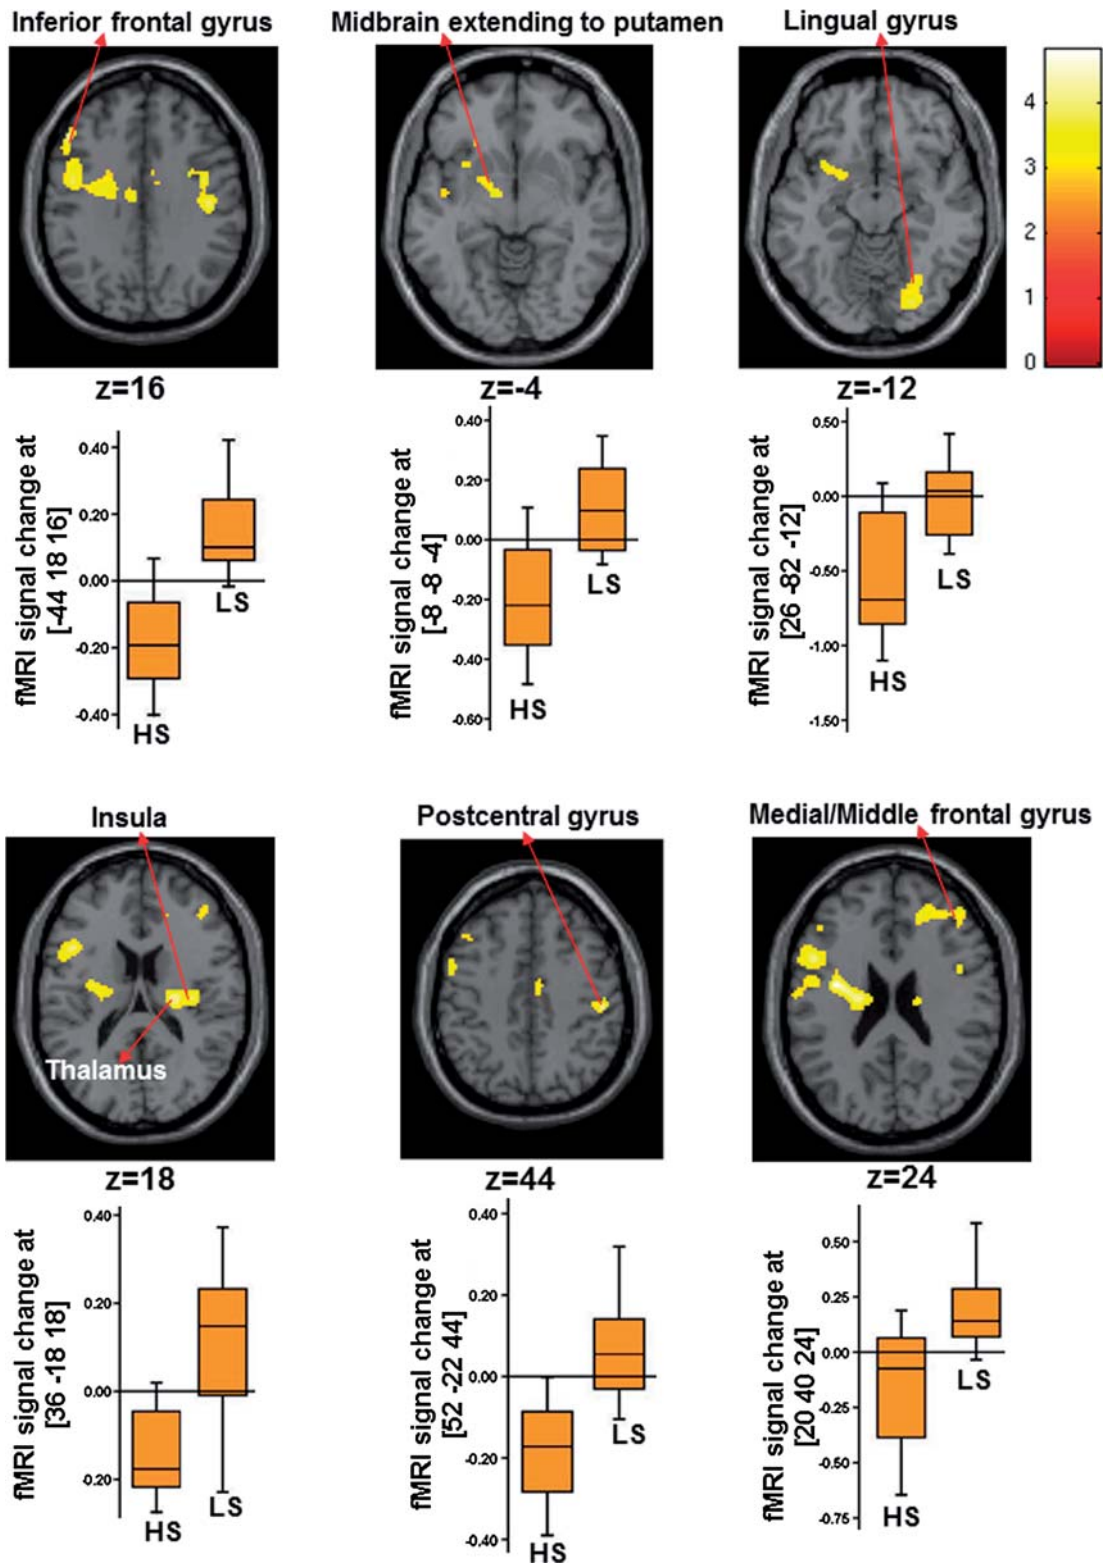 Inferior frontal gyrus
Midbrain extending to putamen
Lingual gyrus
4
3
2
1
0
z=16
z=-4
z=-12
fMRI signal change at
[-44 18 16]
0.40
0.20
0.00
-0.20
-0.40
HS
LS
fMRI signal change at
[-8 -8 -4]
0.40
0.20
0.00
-0.20
-0.40
-0.60
HS
LS
fMRI signal change at
[26 -82 -12]
0.50
0.00
-0.50
-1.00
-1.50
HS
LS
Insula
Postcentral gyrus
Medial/Middle frontal gyrus
Thalamus
z=18
z=44
z=24
fMRI signal change at
[36 -18 18]
0.40
0.20
0.00
0.20
HS
LS
fMRI signal change at
[52 -22 44]
0.40
0.20
0.00
-0.20
-0.40
HS
LS
fMRI signal change at
[20 40 24]
0.50
0.25
0.00
-0.25
-0.50
-0.75
HS
LS